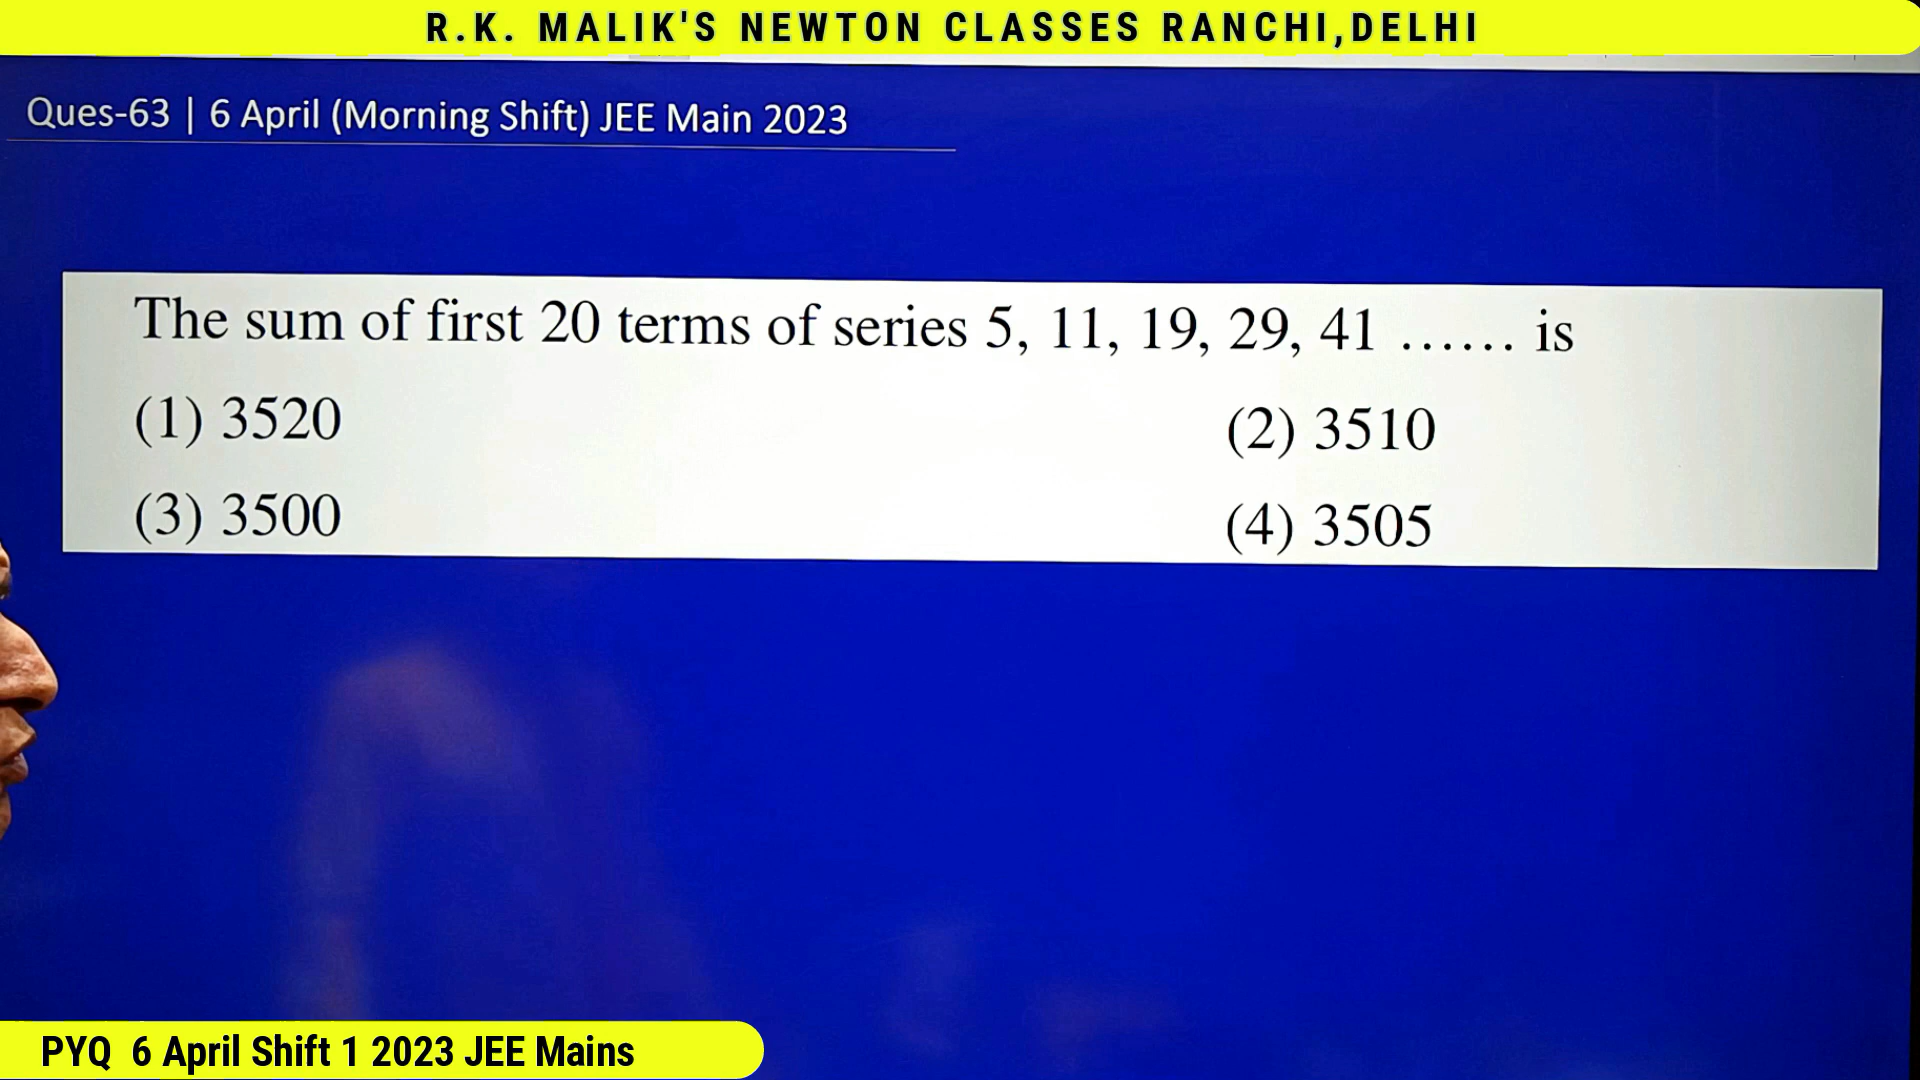 R.K. MALIK'S NEWTON CLASSES RANCHI,DELHI
Ques-63 | 6 April (Morning Shift) JEE Main 2023
The sum of first 20 terms of series 5, 11, 19, 29, 41 ...... is
(1) 3520 (2) 3510
(3) 3500 (4) 3505
PYQ 6 April Shift 1 2023 JEE Mains